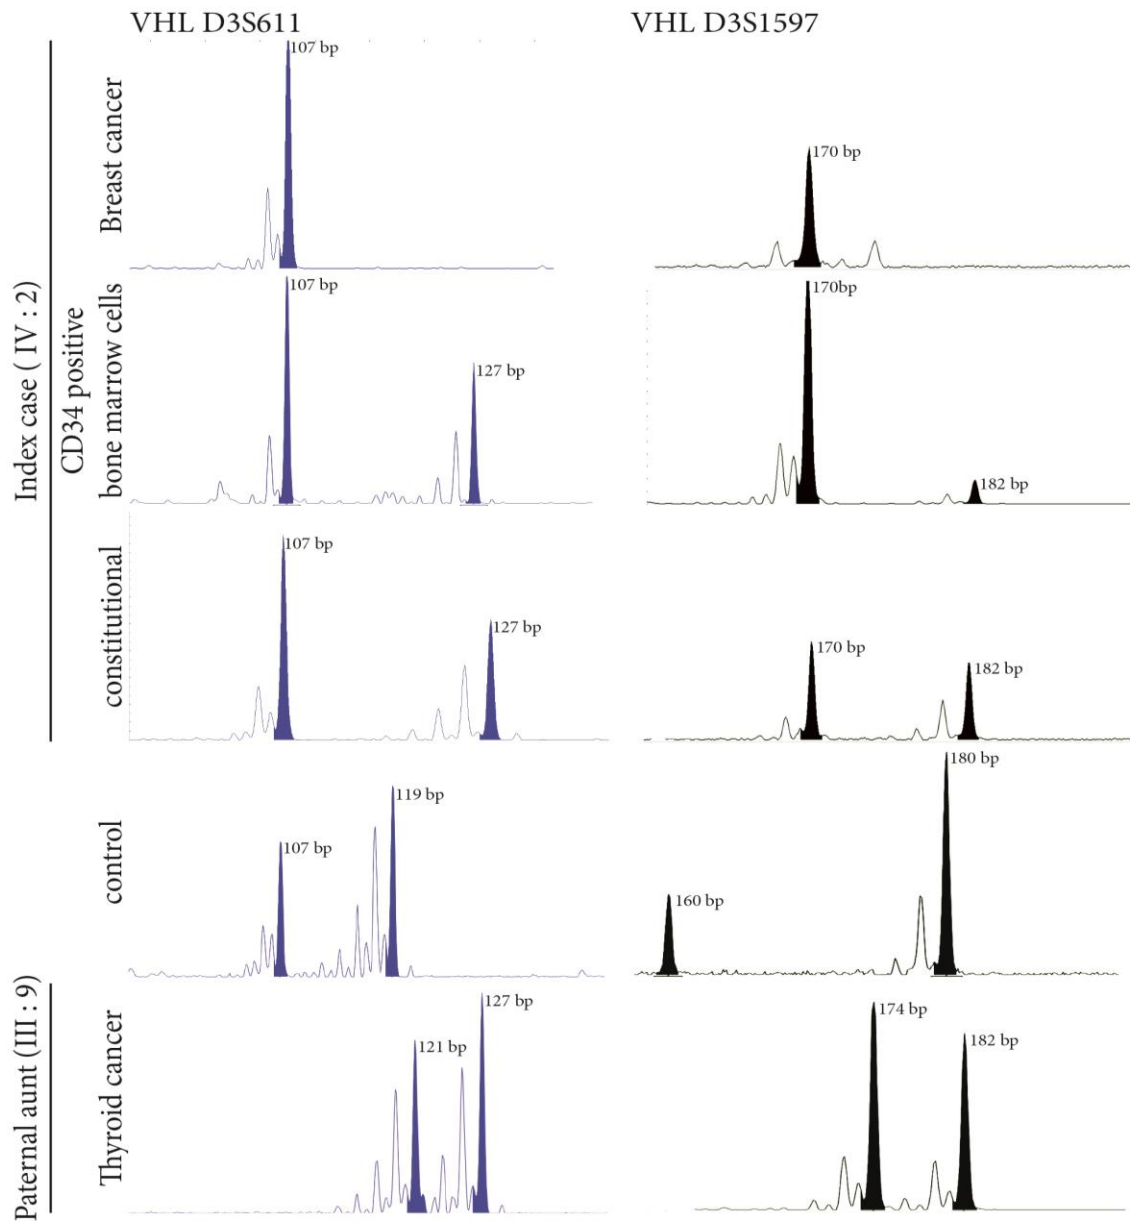 VHL D3S611
VHL D3S1597
Index case ( IV : 2)
Breast cancer
107 bp
170 bp
CD34 positive
bone marrow cells
107 bp
127 bp
170bp
182 bp
constitutional
107 bp
127 bp
170 bp
182 bp
control
107 bp
119 bp
160 bp
180 bp
Paternal aunt (III : 9)
Thyroid cancer
121 bp
127 bp
174 bp
182 bp